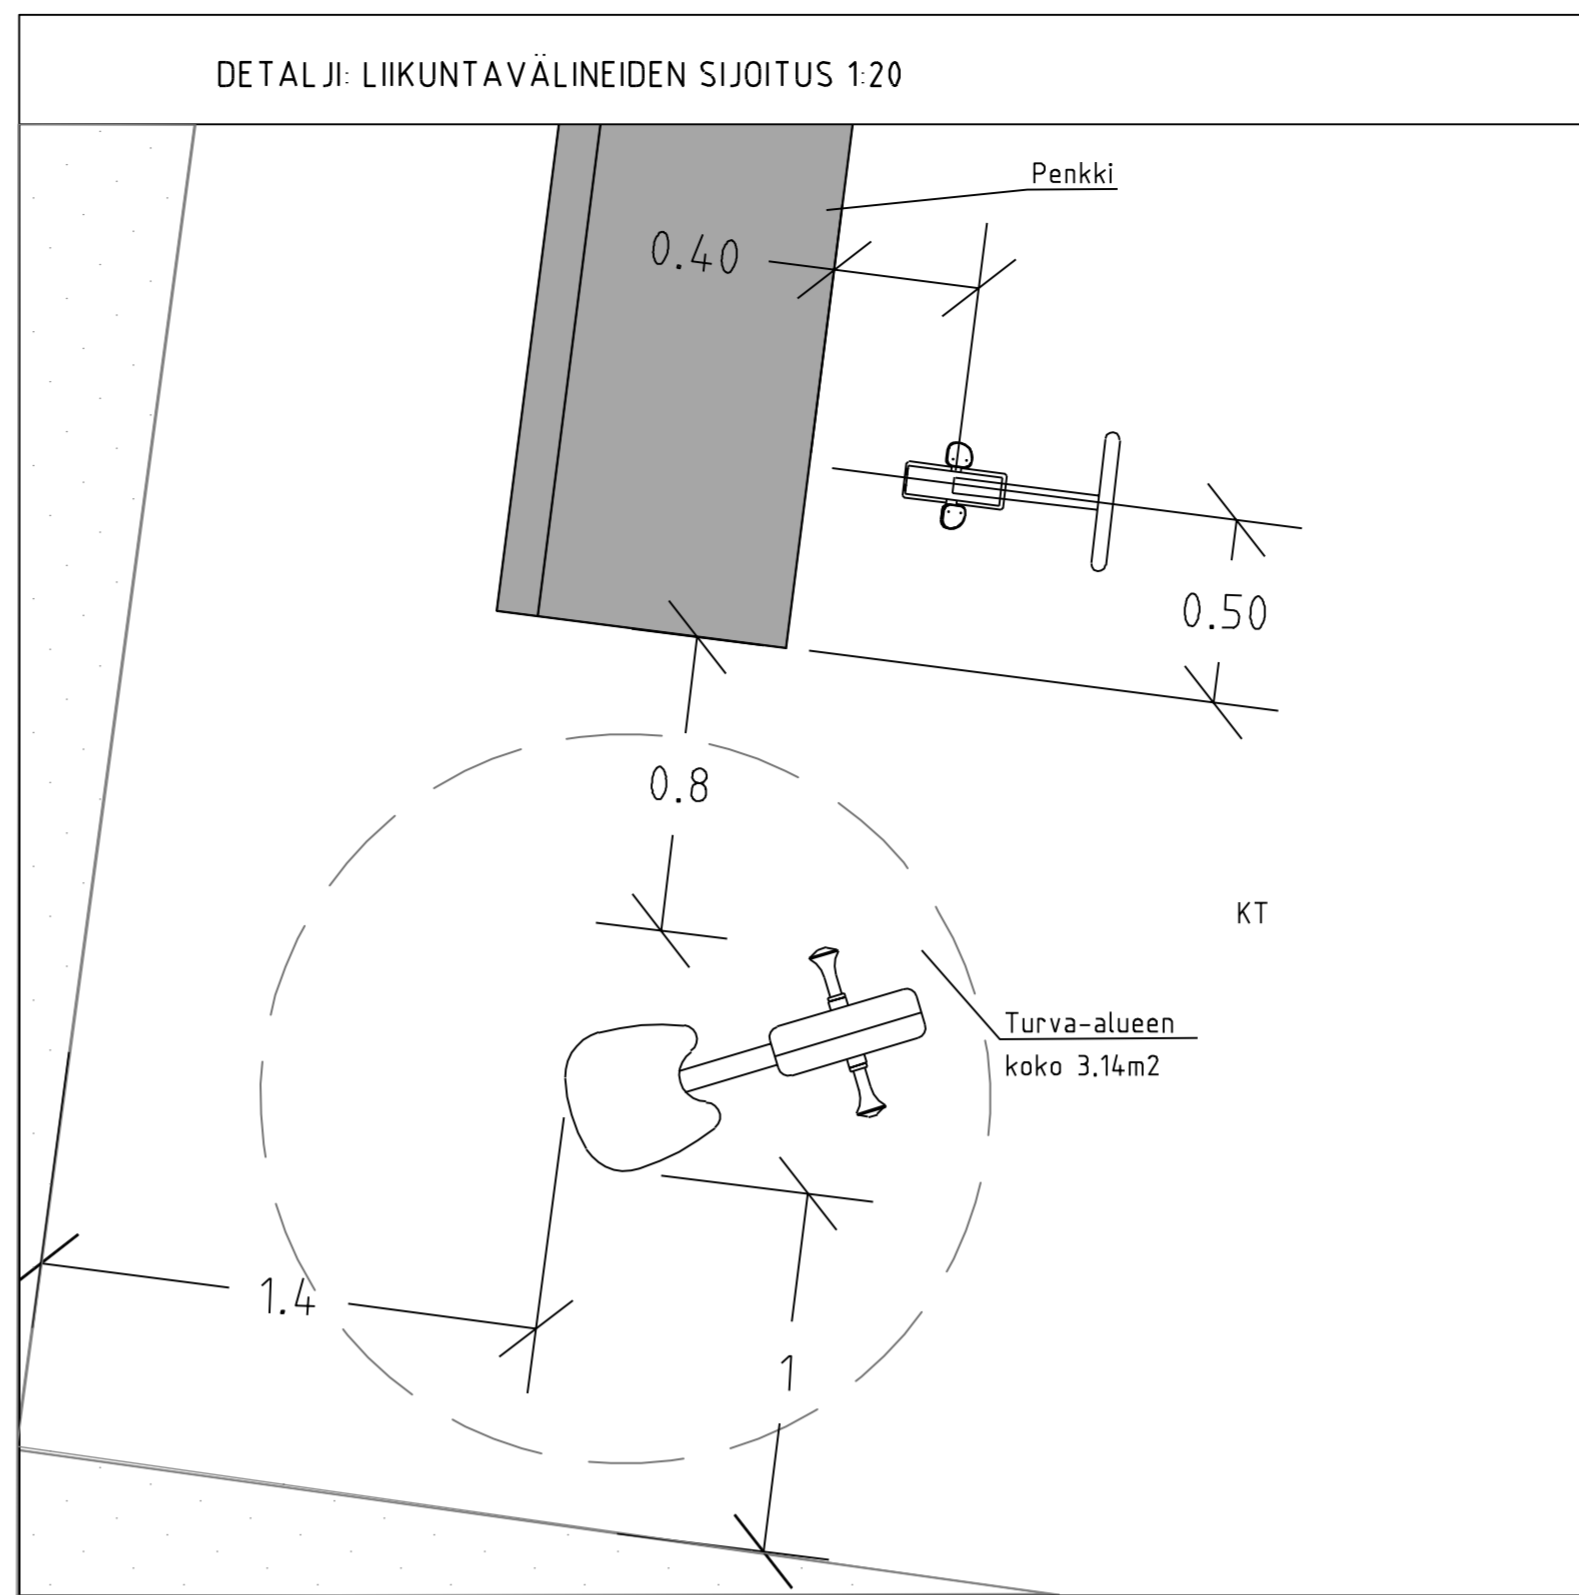 DETALJI: LIIKUNTAVÄLINEIDEN SIJOITUS 1:20
Penkki
0.40
0.50
0.8
KT
Turva-alueen
koko 3.14m2
1.4
1